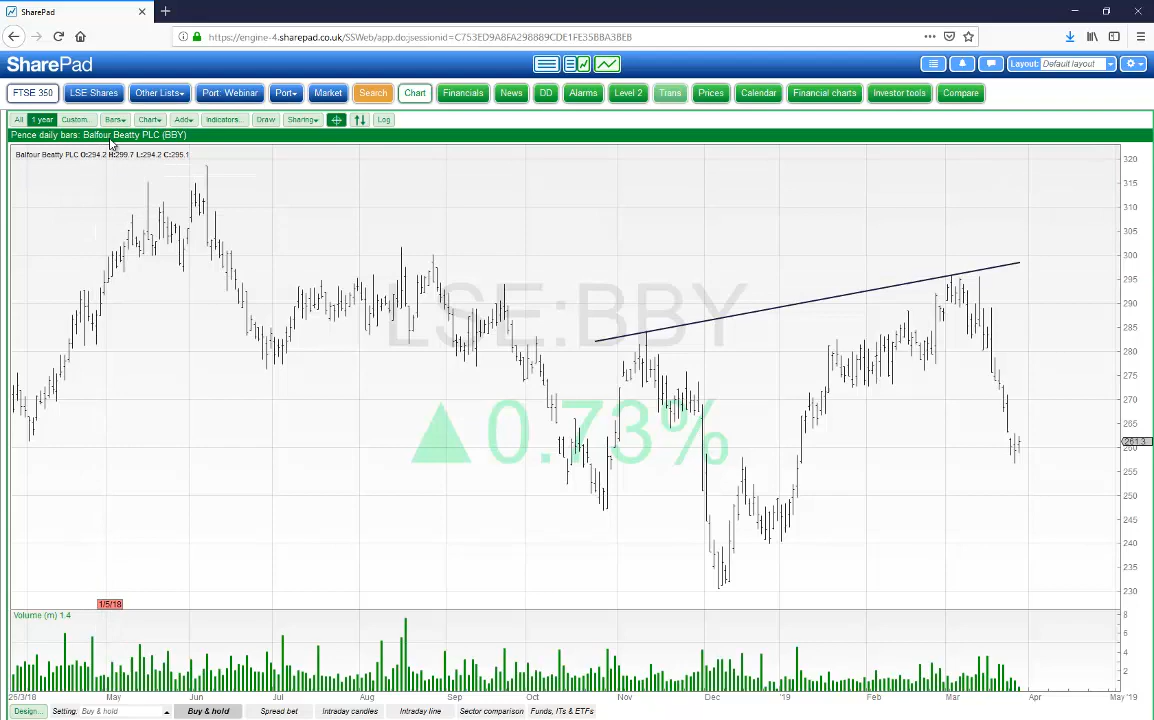 SharePad
https://engine-4.sharepad.co.uk/SSWeb/app.do;jsessionid=C753ED9A8FA298889CDE1FE35BBA38EB
SharePad
Layout: Default layout
FTSE 350 LSE Shares Other Lists Port: Webinar Port Market Search Chart Financials News DD Alarms Level 2 Trans Prices Calendar Financial charts Investor tools Compare
All 1 year Custom... Bars Chart Add Indicators... Draw Sharing Log
Pence daily bars: Balfour Beatty PLC (BBY)
Balfour Beatty PLC O:294.2 H:299.7 L:294.2 C:295.1
LSE:BBY
▲0.73%
320
315
310
305
300
295
290
285
280
275
270
265
261.3
260
255
250
245
240
235
230
1/5/18
Volume (m) 1.4
8
6
4
2
25/3/18 May Jun Jul Aug Sep Oct Nov Dec '19 Feb Mar Apr May '19
Design... Setting: Buy & hold Buy & hold Spread bet Intraday candles Intraday line Sector comparison Funds, ITs & ETFs